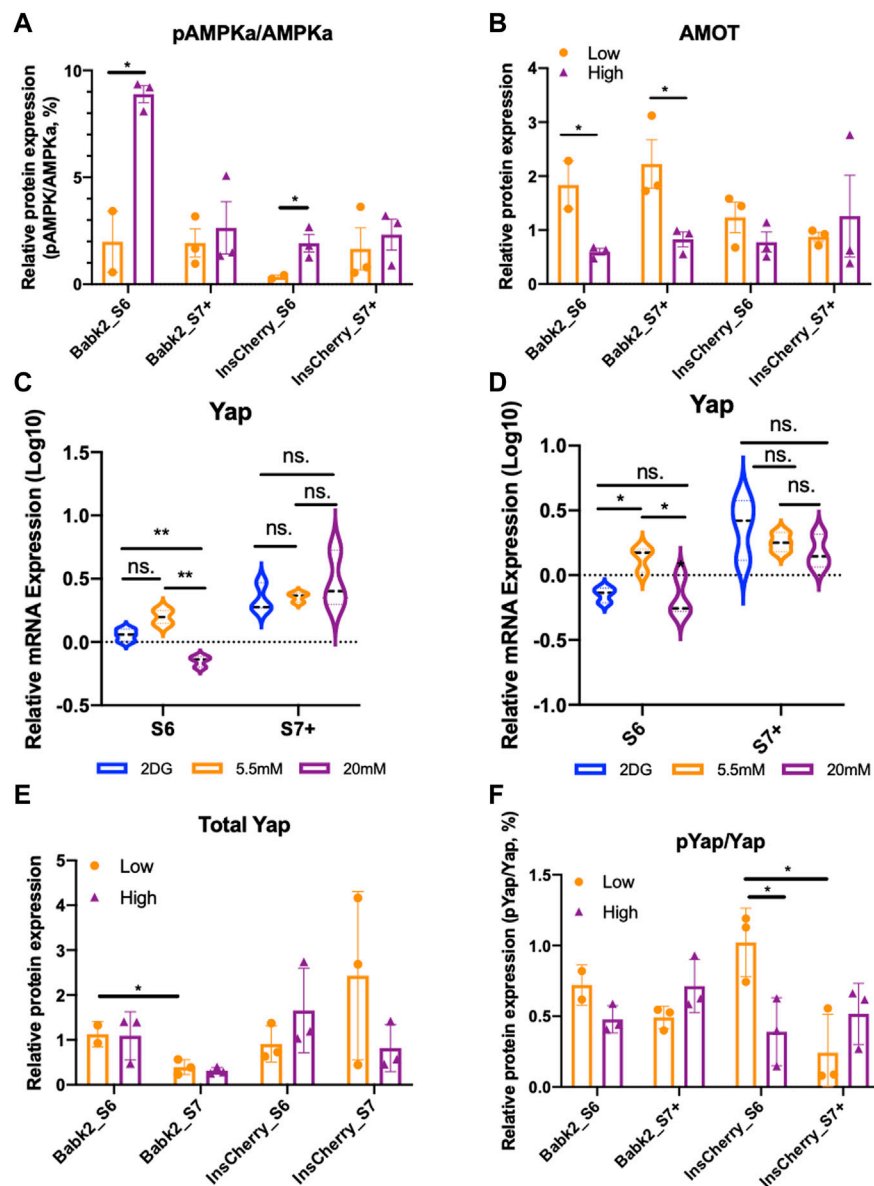 A
pAMPKa/AMPKa
Relative protein expression
(pAMPK/AMPKa, %)
10
5
0
*
*
Babk2_S6
Babk2_S7+
InsCherry_S6
InsCherry_S7+
B
AMOT
Low
High
Relative protein expression
4
3
2
1
0
*
*
Babk2_S6
Babk2_S7+
InsCherry_S6
InsCherry_S7+
C
Yap
Relative mRNA Expression (Log10)
1.5
1.0
0.5
0.0
-0.5
**
ns.
**
ns.
ns.
ns.
S6
S7+
2DG
5.5mM
20mM
D
Yap
Relative mRNA Expression (Log10)
1.0
0.5
0.0
-0.5
-1.0
ns.
*
*
*
ns.
ns.
ns.
S6
S7+
2DG
5.5mM
20mM
E
Total Yap
Low
High
Relative protein expression
5
4
3
2
1
0
*
Babk2_S6
Babk2_S7
InsCherry_S6
InsCherry_S7
F
pYap/Yap
Low
High
Relative protein expression (pYap/Yap, %)
1.5
1.0
0.5
0.0
*
*
Babk2_S6
Babk2_S7+
InsCherry_S6
InsCherry_S7+